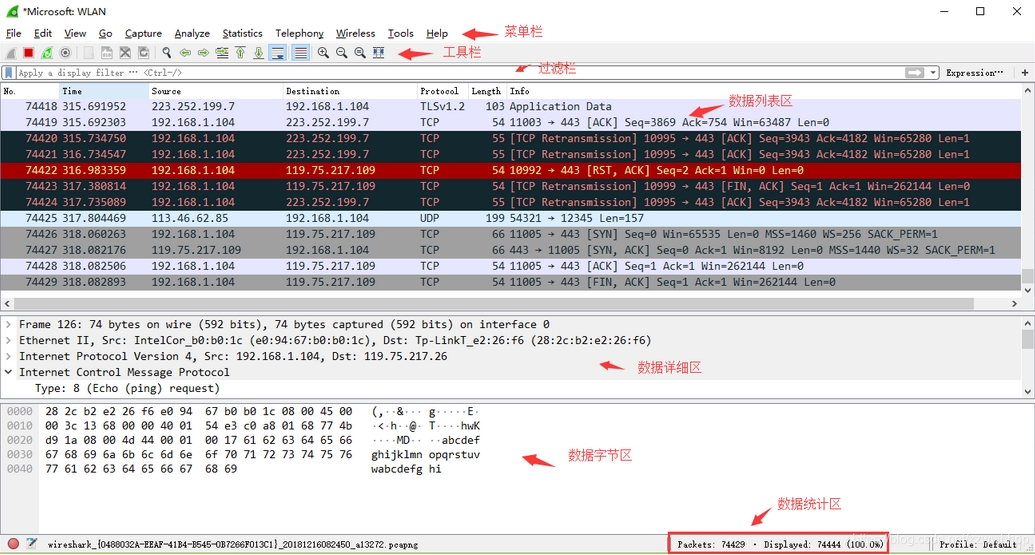 *Microsoft: WLAN
File Edit View Go Capture Analyze Statistics Telephony Wireless Tools Help 菜单栏
工具栏
Apply a display filter ··· <Ctrl-/> 过滤栏 Expression··· +
No. Time Source Destination Protocol Length Info
74418 315.691952 223.252.199.7 192.168.1.104 TLSv1.2 103 Application Data
数据列表区
74419 315.692303 192.168.1.104 223.252.199.7 TCP 54 11003 → 443 [ACK] Seq=3869 Ack=754 Win=63487 Len=0
74420 315.734750 192.168.1.104 223.252.199.7 TCP 55 [TCP Retransmission] 10995 → 443 [ACK] Seq=3943 Ack=4182 Win=65280 Len=1
74421 316.734547 192.168.1.104 223.252.199.7 TCP 55 [TCP Retransmission] 10995 → 443 [ACK] Seq=3943 Ack=4182 Win=65280 Len=1
74422 316.983359 192.168.1.104 119.75.217.109 TCP 54 10992 → 443 [RST, ACK] Seq=2 Ack=1 Win=0 Len=0
74423 317.380814 192.168.1.104 119.75.217.109 TCP 54 [TCP Retransmission] 10999 → 443 [FIN, ACK] Seq=1 Ack=1 Win=262144 Len=0
74424 317.735089 192.168.1.104 223.252.199.7 TCP 55 [TCP Retransmission] 10995 → 443 [ACK] Seq=3943 Ack=4182 Win=65280 Len=1
74425 317.804469 113.46.62.85 192.168.1.104 UDP 199 54321 → 12345 Len=157
74426 318.060263 192.168.1.104 119.75.217.109 TCP 66 11005 → 443 [SYN] Seq=0 Win=65535 Len=0 MSS=1460 WS=256 SACK_PERM=1
74427 318.082176 119.75.217.109 192.168.1.104 TCP 66 443 → 11005 [SYN, ACK] Seq=0 Ack=1 Win=8192 Len=0 MSS=1440 WS=32 SACK_PERM=1
74428 318.082506 192.168.1.104 119.75.217.109 TCP 54 11005 → 443 [ACK] Seq=1 Ack=1 Win=262144 Len=0
74429 318.082893 192.168.1.104 119.75.217.109 TCP 54 11005 → 443 [FIN, ACK] Seq=1 Ack=1 Win=262144 Len=0
Frame 126: 74 bytes on wire (592 bits), 74 bytes captured (592 bits) on interface 0
Ethernet II, Src: IntelCor_b0:b0:1c (e0:94:67:b0:b0:1c), Dst: Tp-LinkT_e2:26:f6 (28:2c:b2:e2:26:f6)
Internet Protocol Version 4, Src: 192.168.1.104, Dst: 119.75.217.26
Internet Control Message Protocol 数据详细区
Type: 8 (Echo (ping) request)
0000 28 2c b2 e2 26 f6 e0 94 67 b0 b0 1c 08 00 45 00 (,··&··· g·····E·
0010 00 3c 13 68 00 00 40 01 54 e3 c0 a8 01 68 77 4b ·<·h··@· T····hwK
0020 d9 1a 08 00 4d 44 00 01 00 17 61 62 63 64 65 66 ····MD·· ··abcdef
0030 67 68 69 6a 6b 6c 6d 6e 6f 70 71 72 73 74 75 76 ghijklmn opqrstuv
0040 77 61 62 63 64 65 66 67 68 69 wabcdefg hi
数据字节区
数据统计区
wireshark_{0488032A-EEAF-41B4-B545-0B7266F013C1}_20181216082450_a13272.pcapng Packets: 74429 · Displayed: 74444 (100.0%) Profile: Default